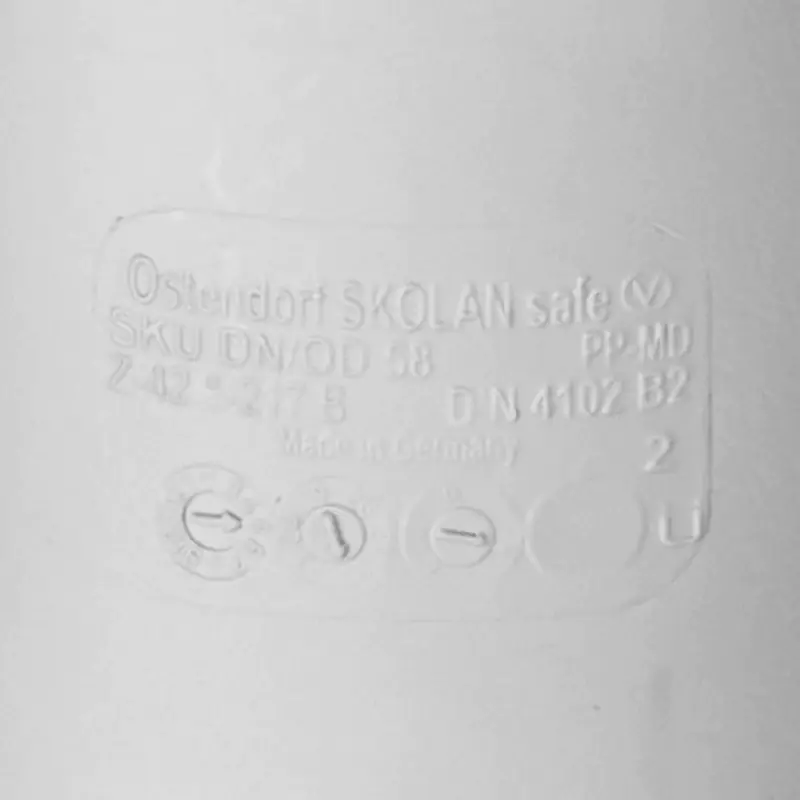 Ostendorf SKOLAN safe
SKU DN/OD 58 PP-MD
DIN 4102 B2
Made in Germany
2
U